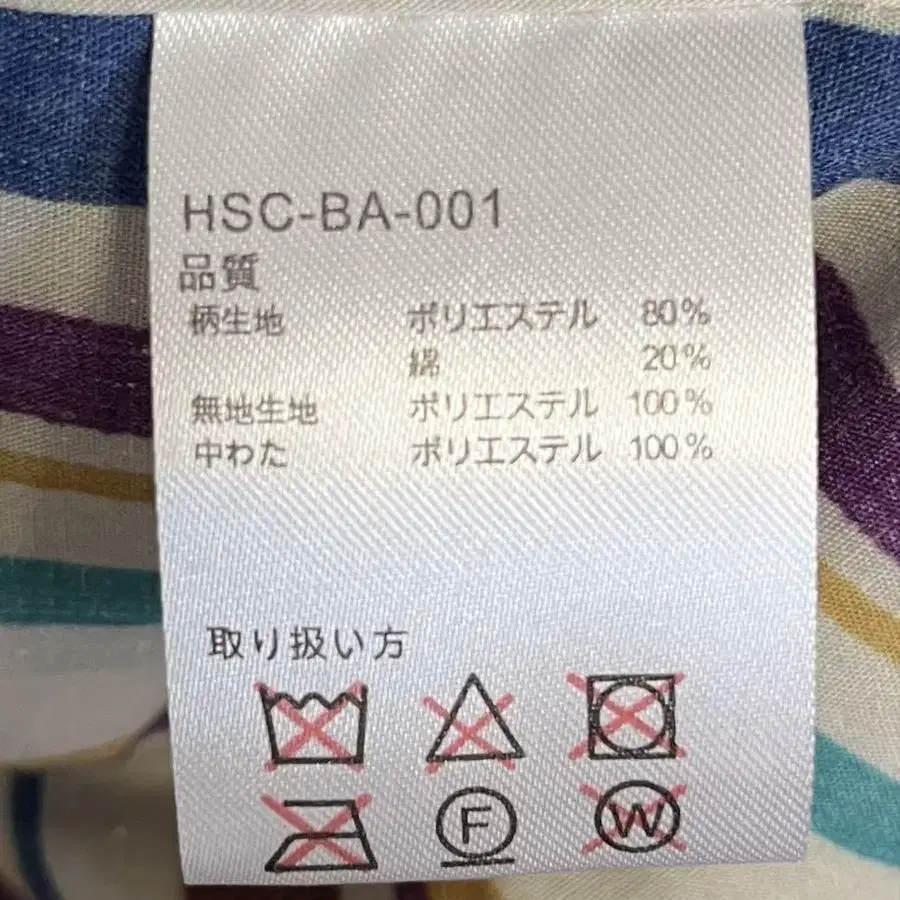 HSC-BA-001
品質
柄生地 ポリエステル 80%
綿 20%
無地生地 ポリエステル 100%
中わた ポリエステル 100%
取り扱い方
F W